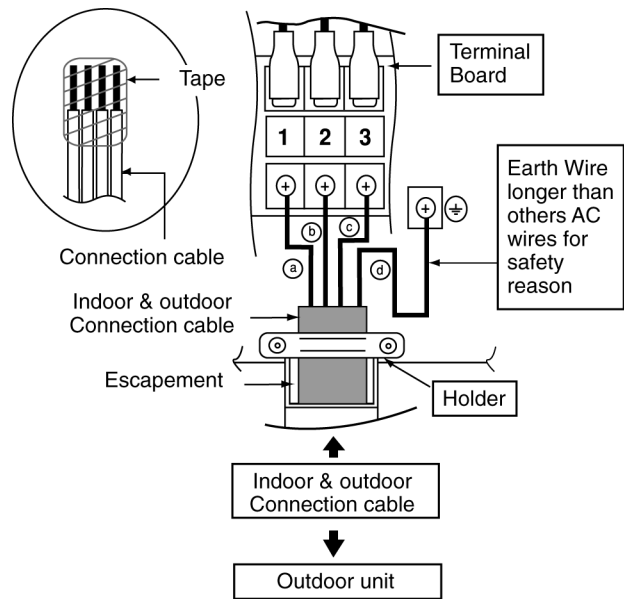 Tape
Connection cable
Terminal
Board
1 2 3
Earth Wire
longer than
others AC
wires for
safety
reason
ⓐ
ⓑ
ⓒ
ⓓ
Indoor & outdoor
Connection cable
Escapement
Holder
Indoor & outdoor
Connection cable
Outdoor unit